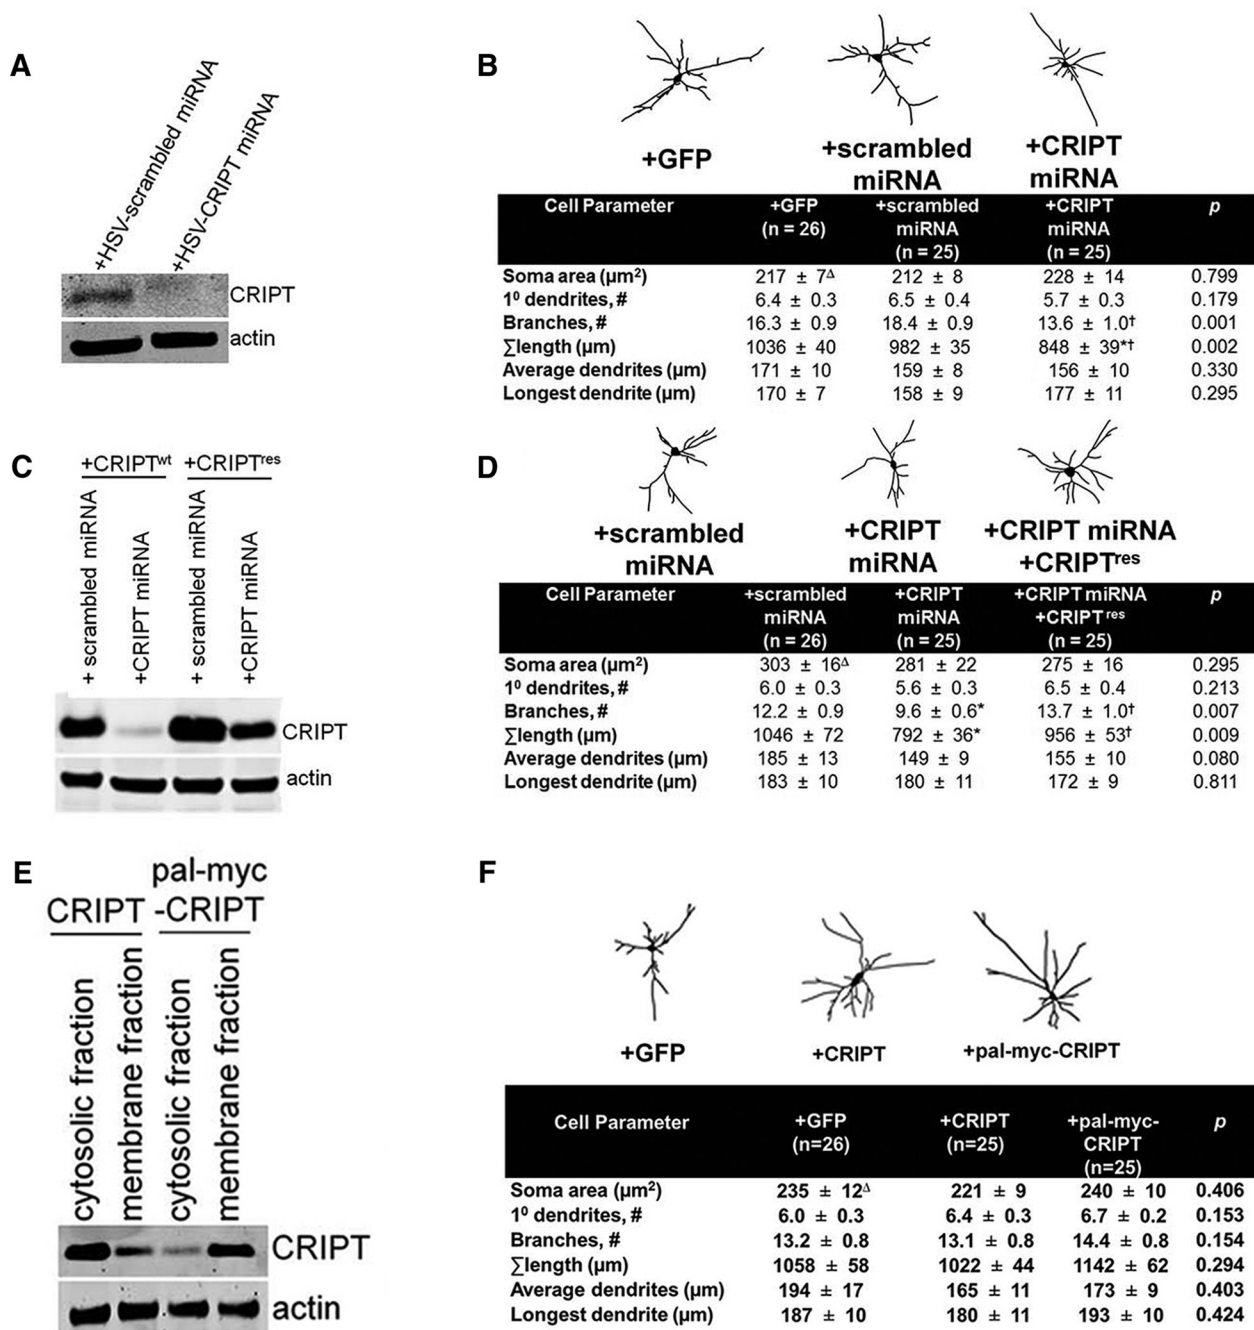 A
+HSV-scrambled miRNA
+HSV-CRIPT miRNA
CRIPT
actin
B
+GFP
+scrambled
miRNA
+CRIPT
miRNA
Cell Parameter +GFP (n = 26) +scrambled miRNA (n = 25) +CRIPT miRNA (n = 25) p
Soma area (µm²) 217 ± 7Δ 212 ± 8 228 ± 14 0.799
1⁰ dendrites, # 6.4 ± 0.3 6.5 ± 0.4 5.7 ± 0.3 0.179
Branches, # 16.3 ± 0.9 18.4 ± 0.9 13.6 ± 1.0† 0.001
∑length (µm) 1036 ± 40 982 ± 35 848 ± 39*† 0.002
Average dendrites (µm) 171 ± 10 159 ± 8 156 ± 10 0.330
Longest dendrite (µm) 170 ± 7 158 ± 9 177 ± 11 0.295
C
+CRIPTwt +CRIPTres
+ scrambled miRNA
+CRIPT miRNA
+ scrambled miRNA
+CRIPT miRNA
CRIPT
actin
D
+scrambled
miRNA
+CRIPT
miRNA
+CRIPT miRNA
+CRIPTres
Cell Parameter +scrambled miRNA (n = 26) +CRIPT miRNA (n = 25) +CRIPT miRNA +CRIPT res (n = 25) p
Soma area (µm²) 303 ± 16Δ 281 ± 22 275 ± 16 0.295
1⁰ dendrites, # 6.0 ± 0.3 5.6 ± 0.3 6.5 ± 0.4 0.213
Branches, # 12.2 ± 0.9 9.6 ± 0.6* 13.7 ± 1.0† 0.007
∑length (µm) 1046 ± 72 792 ± 36* 956 ± 53† 0.009
Average dendrites (µm) 185 ± 13 149 ± 9 155 ± 10 0.080
Longest dendrite (µm) 183 ± 10 180 ± 11 172 ± 9 0.811
E
CRIPT
pal-myc
-CRIPT
cytosolic fraction
membrane fraction
cytosolic fraction
membrane fraction
CRIPT
actin
F
+GFP
+CRIPT
+pal-myc-CRIPT
Cell Parameter +GFP (n=26) +CRIPT (n=25) +pal-myc-CRIPT (n=25) p
Soma area (µm²) 235 ± 12Δ 221 ± 9 240 ± 10 0.406
1⁰ dendrites, # 6.0 ± 0.3 6.4 ± 0.3 6.7 ± 0.2 0.153
Branches, # 13.2 ± 0.8 13.1 ± 0.8 14.4 ± 0.8 0.154
∑length (µm) 1058 ± 58 1022 ± 44 1142 ± 62 0.294
Average dendrites (µm) 194 ± 17 165 ± 11 173 ± 9 0.403
Longest dendrite (µm) 187 ± 10 180 ± 11 193 ± 10 0.424